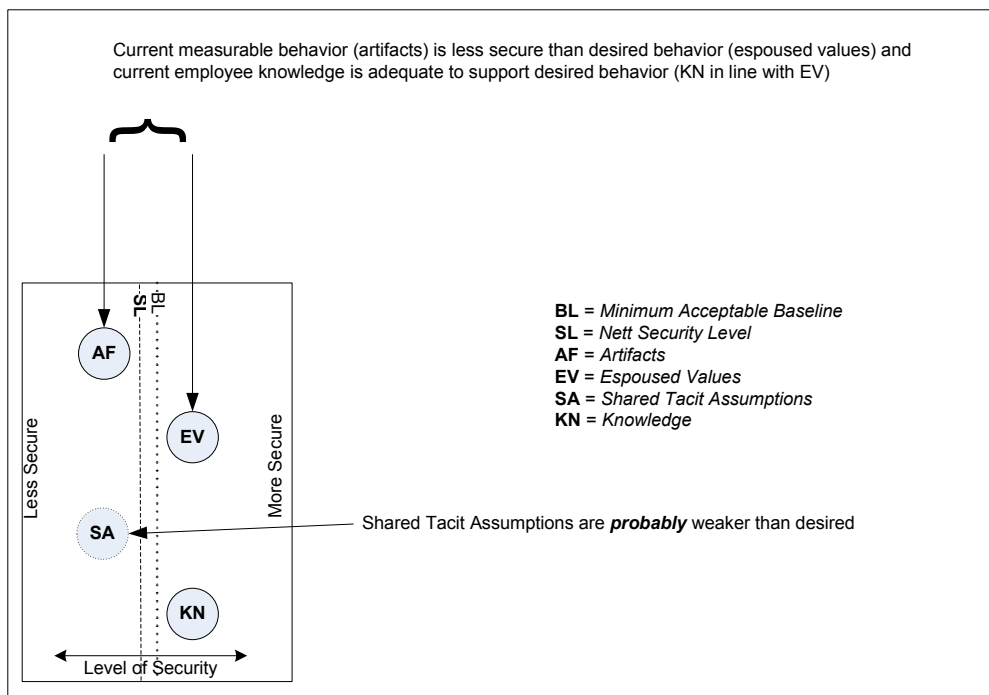 Current measurable behavior (artifacts) is less secure than desired behavior (espoused values) and
current employee knowledge is adequate to support desired behavior (KN in line with EV)
SL
BL
AF
EV
SA
KN
Less Secure
More Secure
Level of Security
BL = Minimum Acceptable Baseline
SL = Nett Security Level
AF = Artifacts
EV = Espoused Values
SA = Shared Tacit Assumptions
KN = Knowledge
Shared Tacit Assumptions are probably weaker than desired